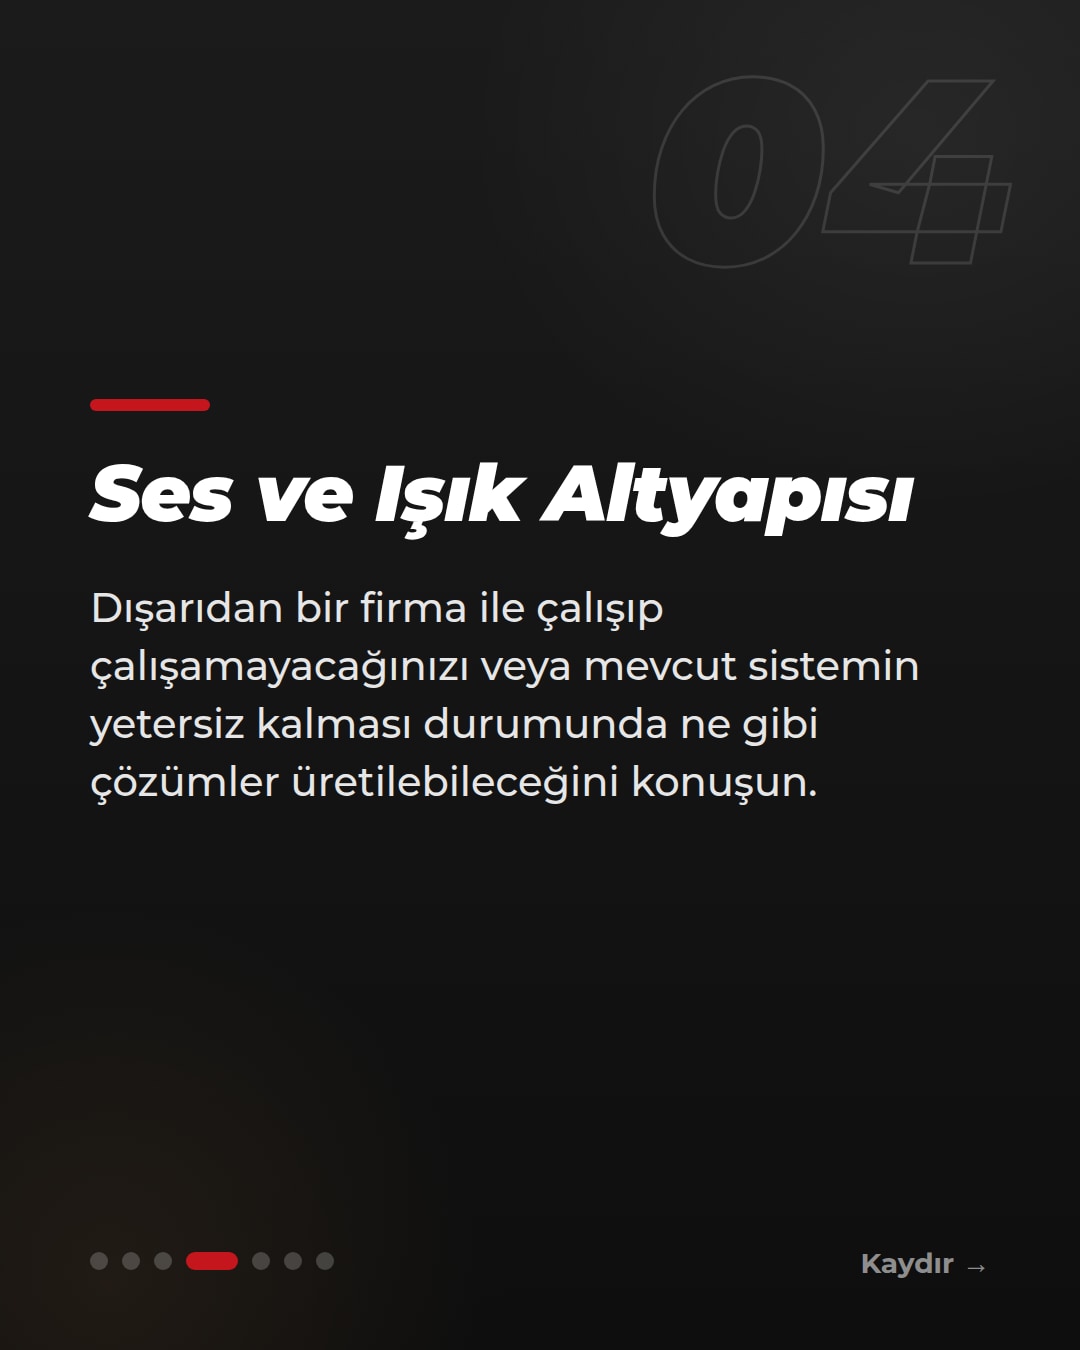 04
Ses ve Işık Altyapısı
Dışarıdan bir firma ile çalışıp
çalışamayacağınızı veya mevcut sistemin
yetersiz kalması durumunda ne gibi
çözümler üretilebileceğini konuşun.
Kaydır →